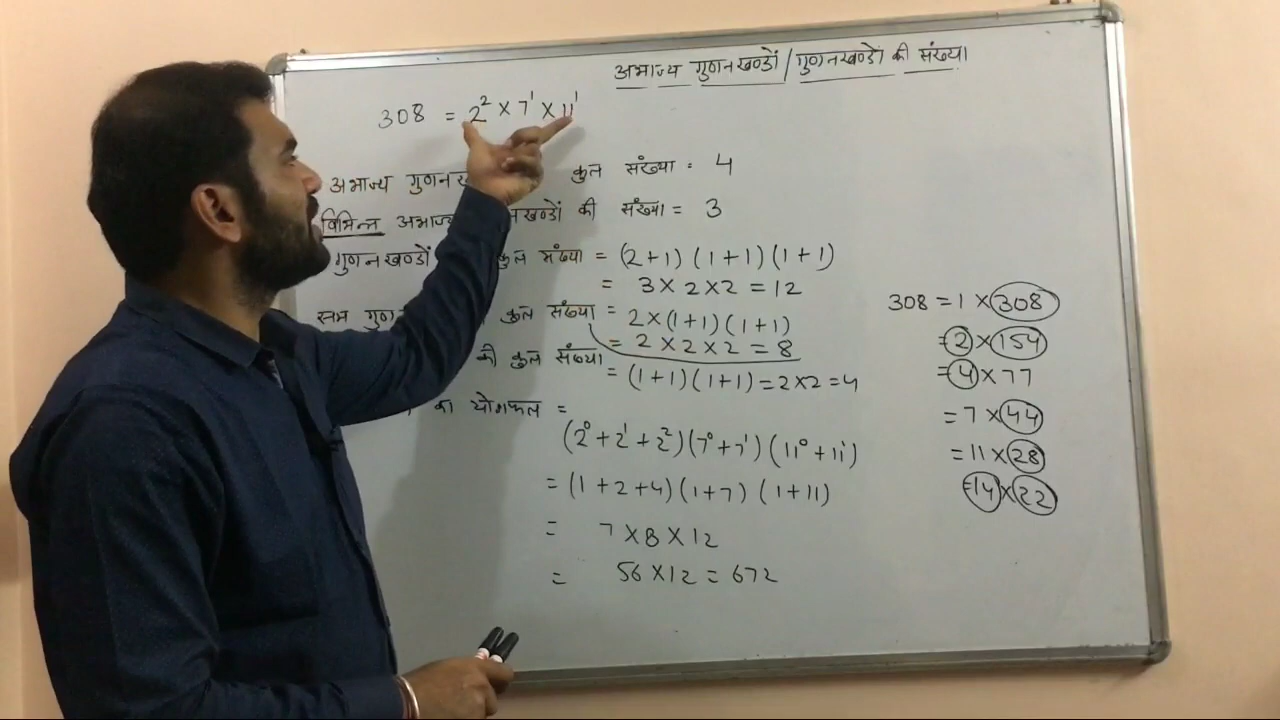 अभाज्य गुणनखण्डों/गुणनखण्डो की संख्या
308 = 2² × 7¹ × 11¹
अभाज्य कुल संख्या = 4
विभिन्न अभाज्य की संख्या = 3
गुणनखण्डों कुल संख्या = (2+1) (1+1) (1+1)
= 3 × 2 × 2 = 12
सम कुल संख्या = 2 × (1+1) (1+1)
= 2 × 2 × 2 = 8
की कुल संख्या = (1+1) (1+1) = 2×2 = 4
का योगफल =
(2⁰ + 2¹ + 2²) (7⁰ + 7¹) (11⁰ + 11¹)
= (1 + 2 + 4) (1+7) (1+11)
= 7 × 8 × 12
= 56 × 12 = 672
308 = 1 × 308
= 2 × 154
= 4 × 77
= 7 × 44
= 11 × 28
= 14 × 22